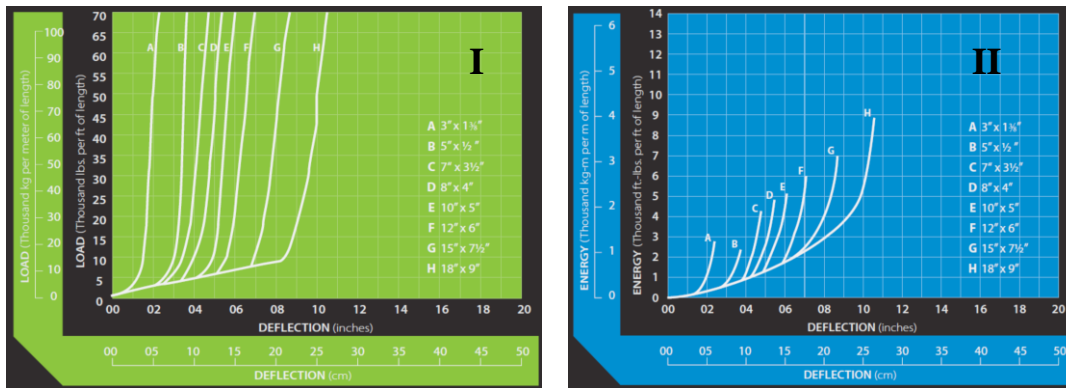 I
LOAD (Thousand kg per meter of length)
100
90
80
70
60
50
40
30
20
10
0
LOAD (Thousand lbs. per ft of length)
70
60
65
55
50
45
40
35
30
25
20
15
10
5
0
A B C D E F G H
A 3" x 1⅜"
B 5" x ½"
C 7" x 3½"
D 8" x 4"
E 10" x 5"
F 12" x 6"
G 15" x 7½"
H 18" x 9"
00 02 04 06 08 10 12 14 16 18 20
DEFLECTION (inches)
00 05 10 15 20 25 30 35 40 45 50
DEFLECTION (cm)
II
ENERGY (Thousand kg-m per m of length)
6
5
4
3
2
1
0
ENERGY (Thousand ft.-lbs. per ft of length)
14
13
12
11
10
9
8
7
6
5
4
3
2
1
0
A B C D E F G H
A 3" x 1⅜"
B 5" x ½"
C 7" x 3½"
D 8" x 4"
E 10" x 5"
F 12" x 6"
G 15" x 7½"
H 18" x 9"
00 02 04 06 08 10 12 14 16 18 20
DEFLECTION (inches)
00 05 10 15 20 25 30 35 40 45 50
DEFLECTION (cm)